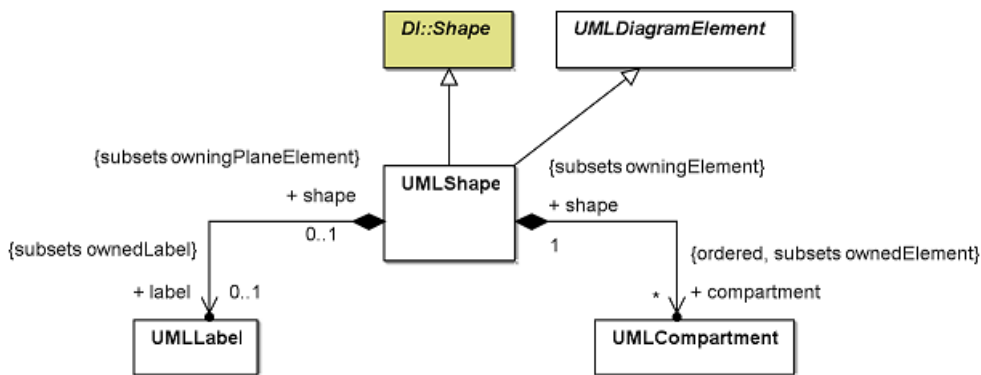 DI::Shape
UMLDiagramElement
{subsets owningPlaneElement}
{subsets owningElement}
UMLShape
+ shape
+ shape
0..1
1
{subsets ownedLabel}
{ordered, subsets ownedElement}
+ label
0..1
*
+ compartment
UMLLabel
UMLCompartment